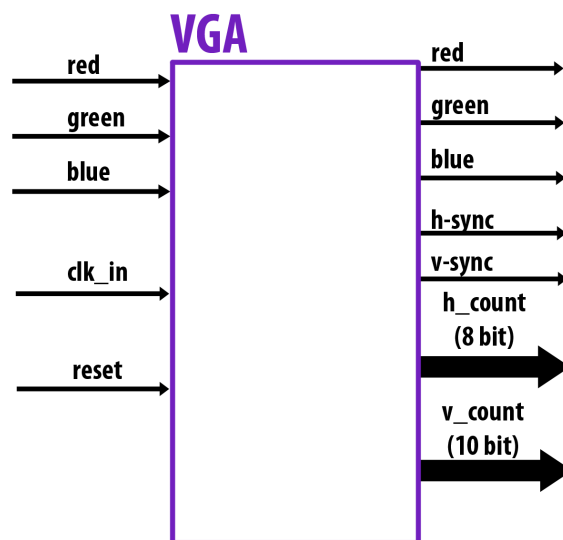 VGA
red
green
blue
clk_in
reset
red
green
blue
h-sync
v-sync
h_count
(8 bit)
v_count
(10 bit)